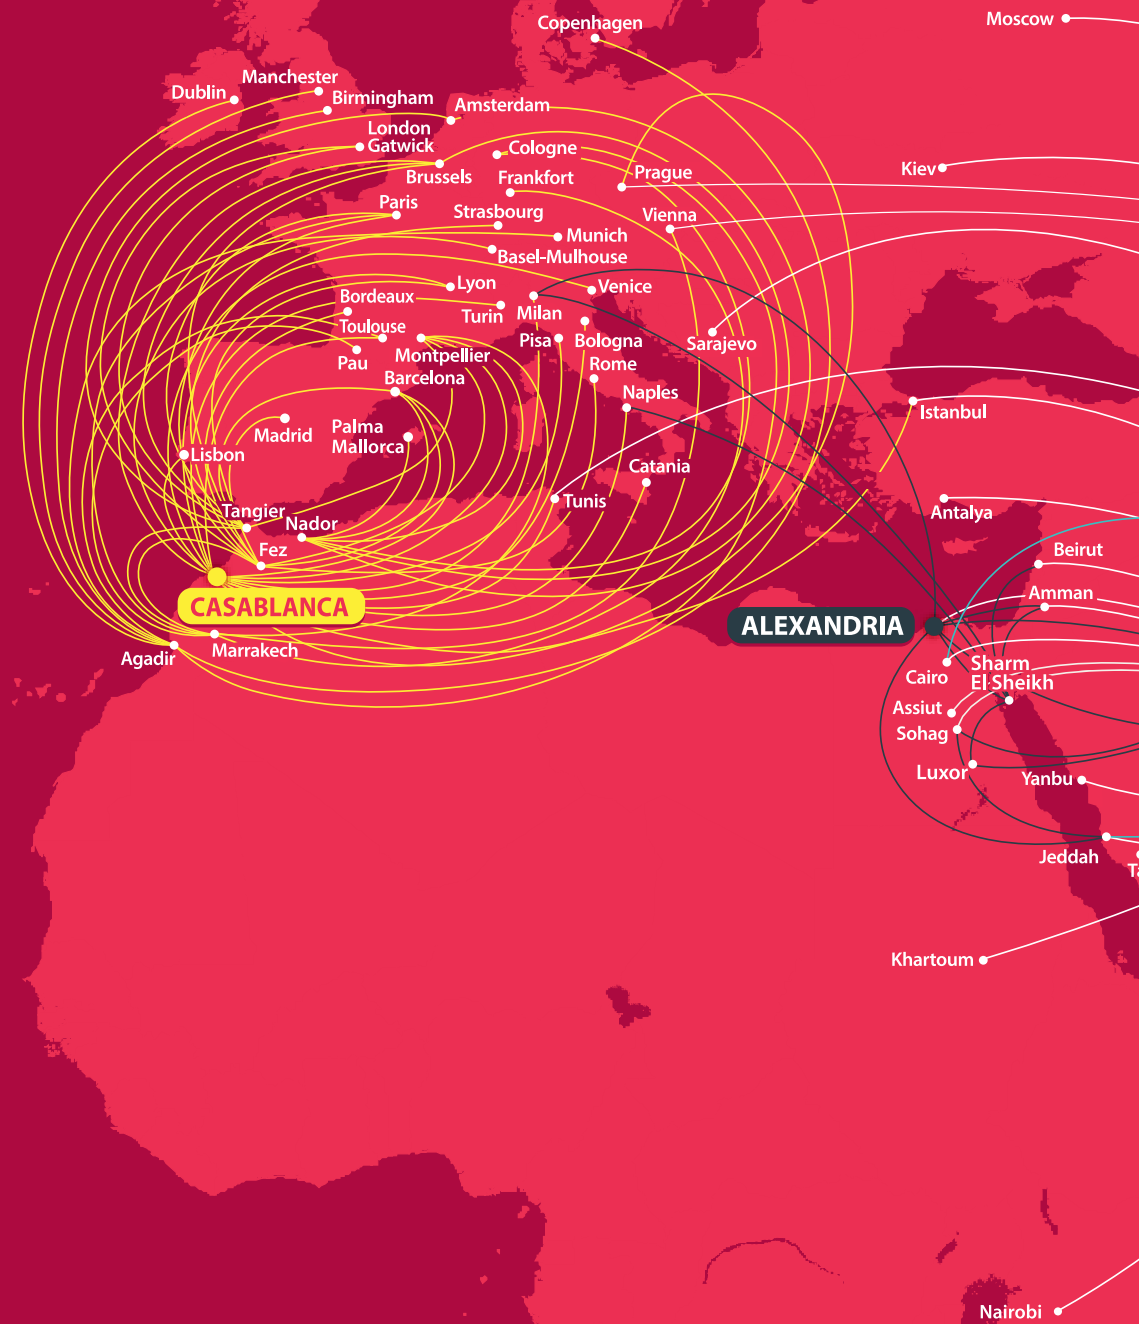 Copenhagen
Moscow
Manchester
Dublin
Birmingham
Amsterdam
London
Gatwick
Cologne
Brussels
Frankfort
Prague
Kiev
Paris
Strasbourg
Vienna
Munich
Basel-Mulhouse
Lyon
Venice
Bordeaux
Turin
Milan
Toulouse
Pisa
Bologna
Sarajevo
Montpellier
Pau
Rome
Barcelona
Naples
Istanbul
Palma
Mallorca
Madrid
Lisbon
Catania
Tunis
Tangier
Nador
Antalya
Fez
Beirut
Amman
CASABLANCA
ALEXANDRIA
Marrakech
Agadir
Sharm
El Sheikh
Cairo
Assiut
Sohag
Luxor
Yanbu
Jeddah
Ta
Khartoum
Nairobi